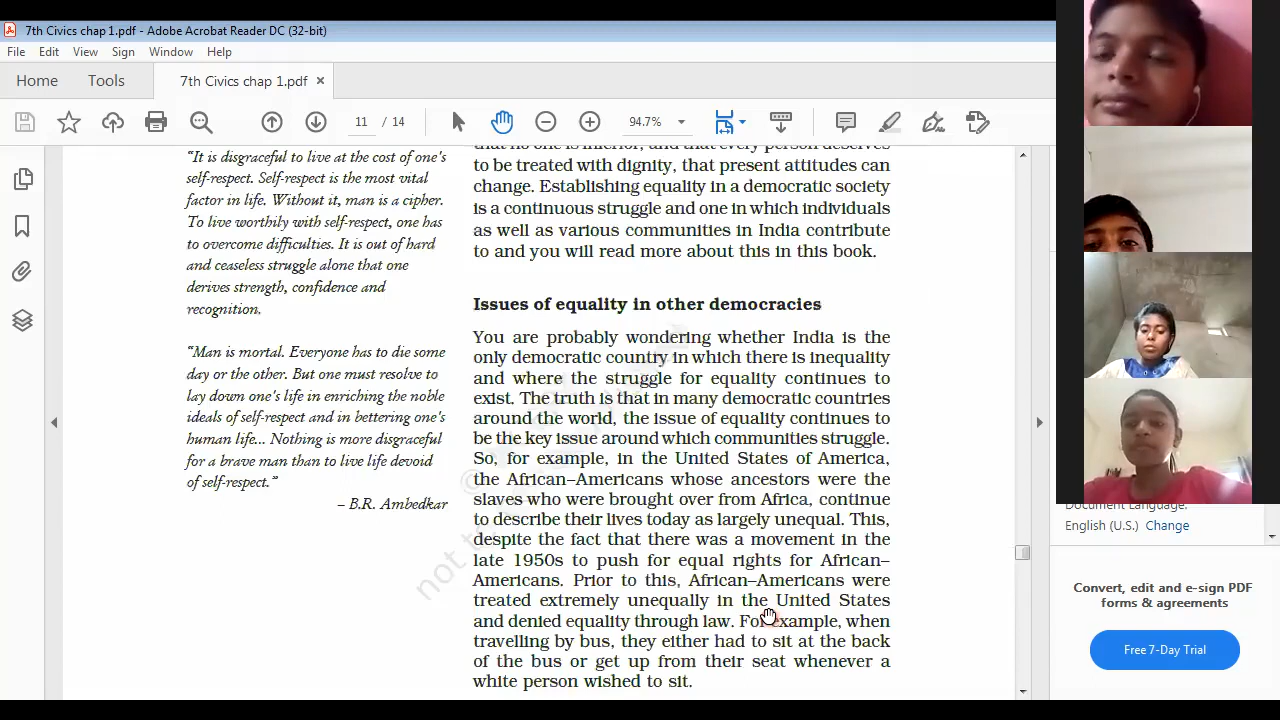 7th Civics chap 1.pdf - Adobe Acrobat Reader DC (32-bit)
File Edit View Sign Window Help
Home Tools 7th Civics chap 1.pdf ×
11 / 14 94.7%
"It is disgraceful to live at the cost of one's
self-respect. Self-respect is the most vital
factor in life. Without it, man is a cipher.
To live worthily with self-respect, one has
to overcome difficulties. It is out of hard
and ceaseless struggle alone that one
derives strength, confidence and
recognition.
"Man is mortal. Everyone has to die some
day or the other. But one must resolve to
lay down one's life in enriching the noble
ideals of self-respect and in bettering one's
human life... Nothing is more disgraceful
for a brave man than to live life devoid
of self-respect."
– B.R. Ambedkar
that no one is inferior, and that every person deserves
to be treated with dignity, that present attitudes can
change. Establishing equality in a democratic society
is a continuous struggle and one in which individuals
as well as various communities in India contribute
to and you will read more about this in this book.
Issues of equality in other democracies
You are probably wondering whether India is the
only democratic country in which there is inequality
and where the struggle for equality continues to
exist. The truth is that in many democratic countries
around the world, the issue of equality continues to
be the key issue around which communities struggle.
So, for example, in the United States of America,
the African–Americans whose ancestors were the
slaves who were brought over from Africa, continue
to describe their lives today as largely unequal. This,
despite the fact that there was a movement in the
late 1950s to push for equal rights for African–
Americans. Prior to this, African–Americans were
treated extremely unequally in the United States
and denied equality through law. For example, when
travelling by bus, they either had to sit at the back
of the bus or get up from their seat whenever a
white person wished to sit.
not to
Document Language:
English (U.S.) Change
Convert, edit and e-sign PDF
forms & agreements
Free 7-Day Trial